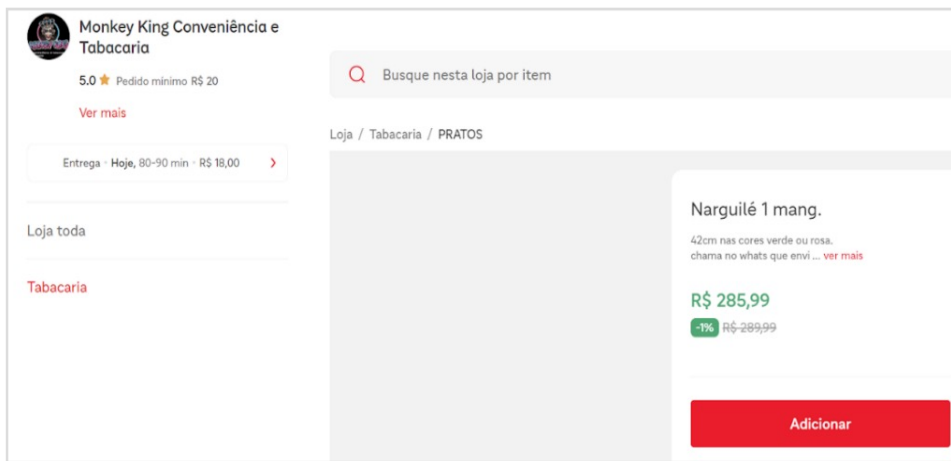 Monkey King Conveniência e
Tabacaria
5.0 ★ Pedido mínimo R$ 20
Ver mais
Entrega · Hoje, 80-90 min · R$ 18,00 ›
Loja toda
Tabacaria
Busque nesta loja por item
Loja / Tabacaria / PRATOS
Narguilé 1 mang.
42cm nas cores verde ou rosa.
chama no whats que envi ... ver mais
R$ 285,99
-1% R$ 289,99
Adicionar